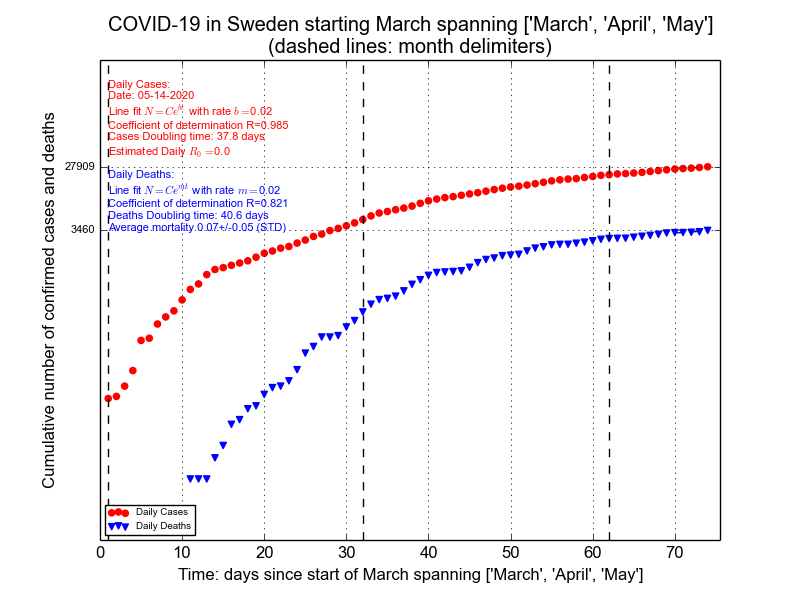 COVID-19 in Sweden starting March spanning ['March', 'April', 'May']
(dashed lines: month delimiters)
Daily Cases:
Date: 05-14-2020
Line fit N=Ce^{bt} with rate b=0.02
Coefficient of determination R=0.985
Cases Doubling time: 37.8 days
Estimated Daily R_0=0.0
Daily Deaths:
Line fit N=Ce^{mt} with rate m=0.02
Coefficient of determination R=0.821
Deaths Doubling time: 40.6 days
Average mortality 0.07+/-0.05 (STD)
27909
3460
Cumulative number of confirmed cases and deaths
Daily Cases
Daily Deaths
0 10 20 30 40 50 60 70
Time: days since start of March spanning ['March', 'April', 'May']